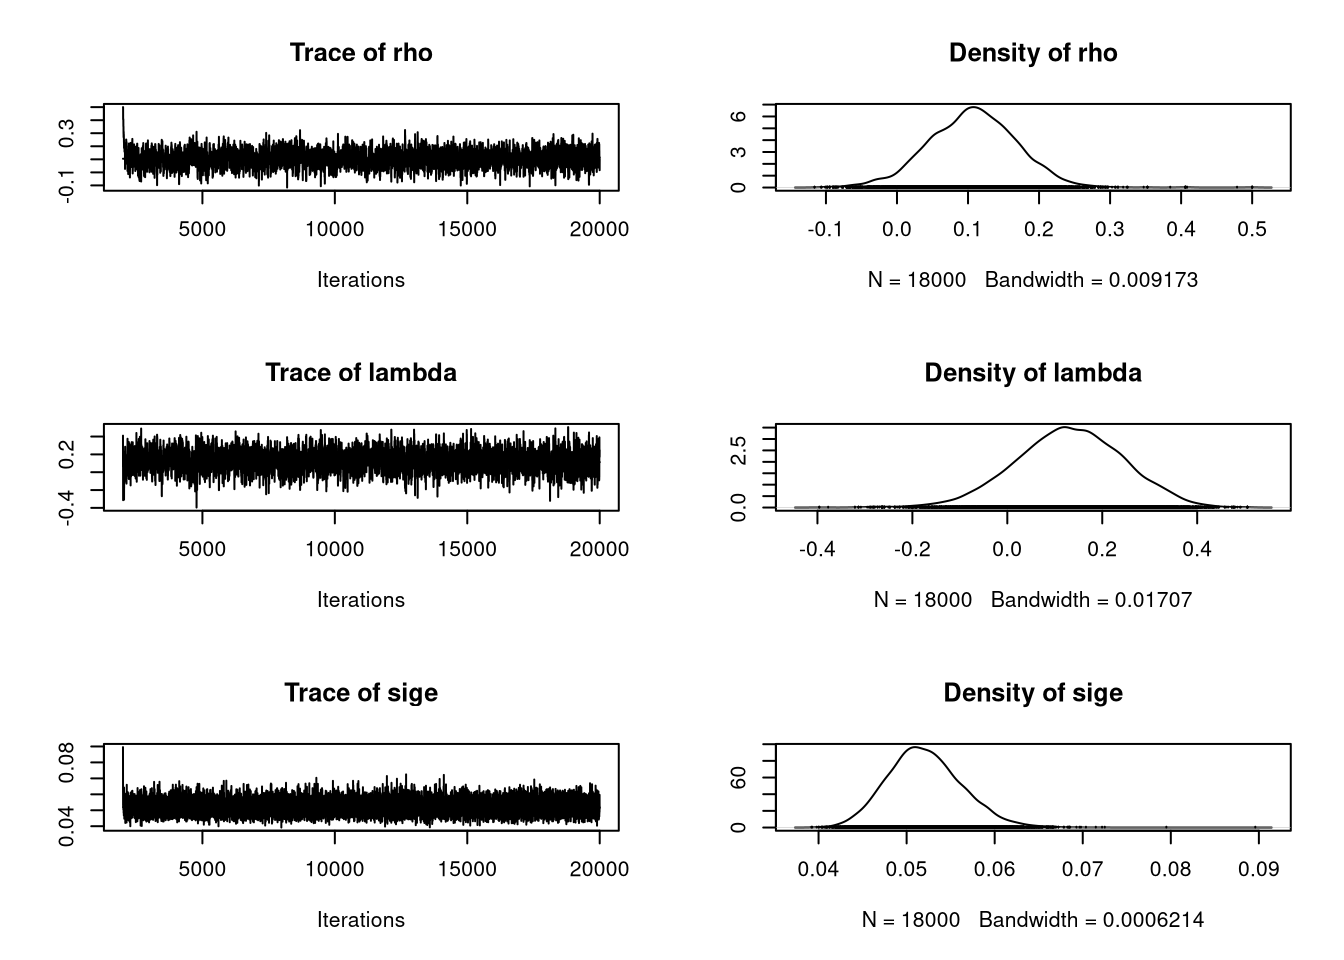 Trace of rho
Density of rho
-0.1 0.3
5000 10000 15000 20000
Iterations
0 3 6
-0.1 0.0 0.1 0.2 0.3 0.4 0.5
N = 18000 Bandwidth = 0.009173
Trace of lambda
Density of lambda
-0.4 0.2
5000 10000 15000 20000
Iterations
0.0 2.5
-0.4 -0.2 0.0 0.2 0.4
N = 18000 Bandwidth = 0.01707
Trace of sige
Density of sige
0.04 0.08
5000 10000 15000 20000
Iterations
0 60
0.04 0.05 0.06 0.07 0.08 0.09
N = 18000 Bandwidth = 0.0006214